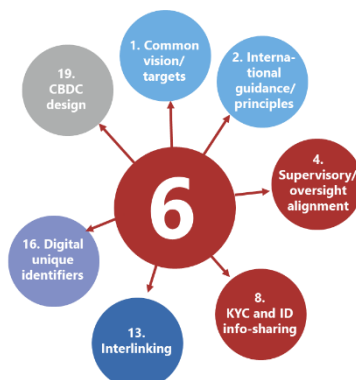 1. Common
vision/
targets
2. Interna-
tional
guidance/
principles
19.
CBDC
design
4.
Supervisory/
oversight
alignment
6
16. Digital
unique
identifiers
8.
KYC and ID
info-sharing
13.
Interlinking